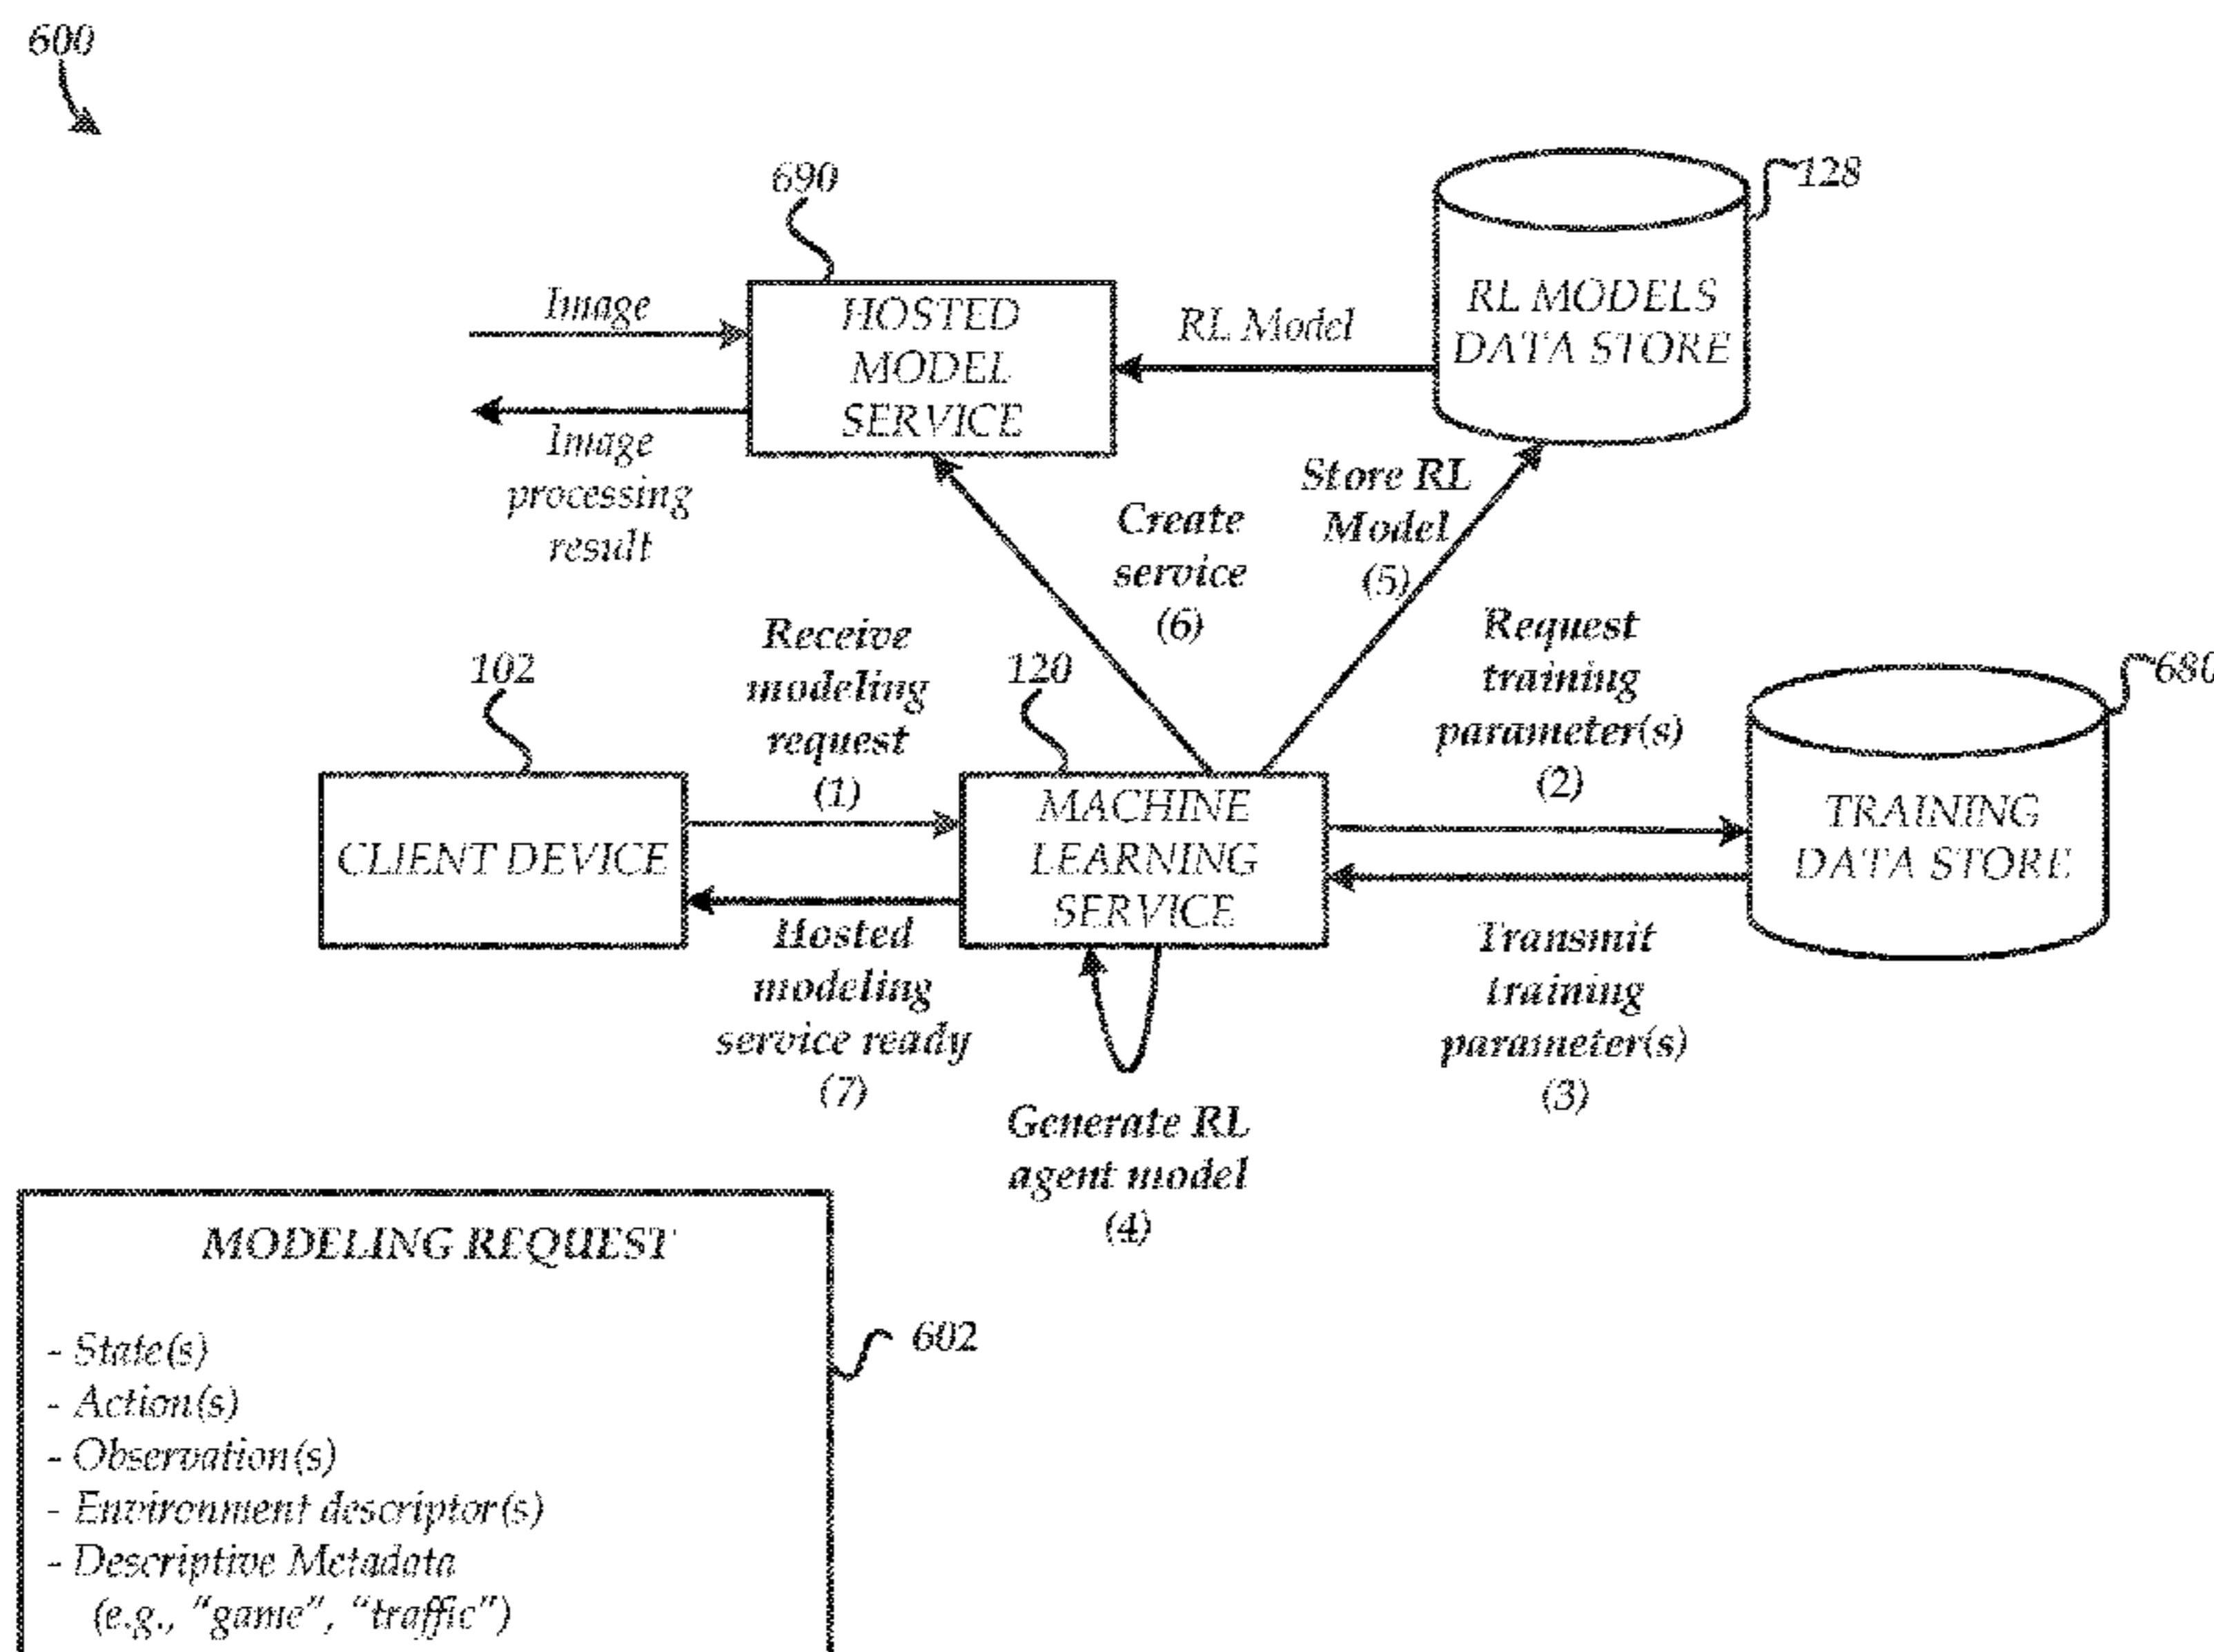 600
690
128
Image
HOSTED
MODEL
SERVICE
RL Model
RL MODELS
DATA STORE
Image
processing
result
Create
service
(6)
Store RL
Model
(5)
Receive
modeling
request
(1)
102
120
Request
training
parameter(s)
(2)
680
CLIENT DEVICE
MACHINE
LEARNING
SERVICE
TRAINING
DATA STORE
Hosted
modeling
service ready
(7)
Transmit
training
parameter(s)
(3)
Generate RL
agent model
(4)
MODELING REQUEST
- State(s)
- Action(s)
- Observation(s)
- Environment descriptor(s)
- Descriptive Metadata
(e.g., "game", "traffic")
602